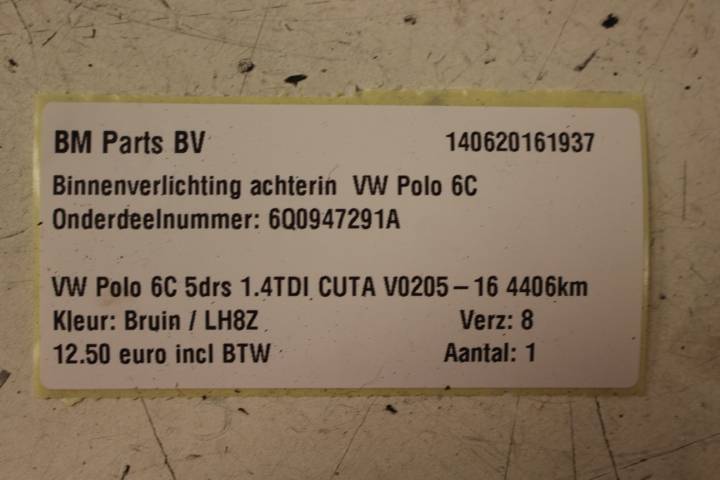 BM Parts BV 140620161937
Binnenverlichting achterin VW Polo 6C
Onderdeelnummer: 6Q0947291A
VW Polo 6C 5drs 1.4TDI CUTA V0205-16 4406km
Kleur: Bruin / LH8Z Verz: 8
12.50 euro incl BTW Aantal: 1